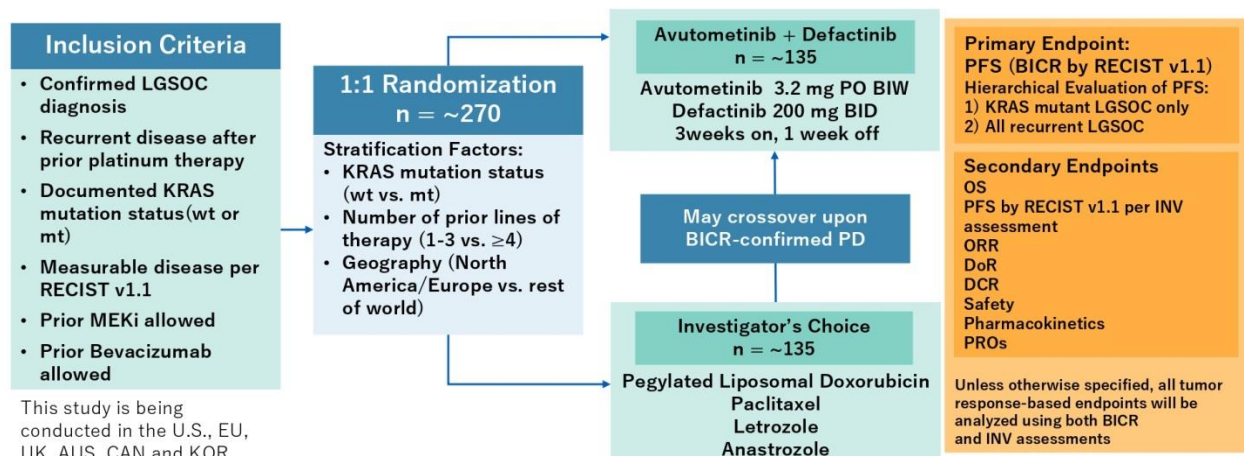 Inclusion Criteria
• Confirmed LGSOC
diagnosis
• Recurrent disease after
prior platinum therapy
• Documented KRAS
mutation status(wt or
mt)
• Measurable disease per
RECIST v1.1
• Prior MEKi allowed
• Prior Bevacizumab
allowed
This study is being
conducted in the U.S., EU,
UK, AUS, CAN and KOR
1:1 Randomization
n = ~270
Stratification Factors:
• KRAS mutation status
(wt vs. mt)
• Number of prior lines of
therapy (1-3 vs. ≥4)
• Geography (North
America/Europe vs. rest
of world)
Avutometinib + Defactinib
n = ~135
Avutometinib 3.2 mg PO BIW
Defactinib 200 mg BID
3weeks on, 1 week off
May crossover upon
BICR-confirmed PD
Investigator's Choice
n = ~135
Pegylated Liposomal Doxorubicin
Paclitaxel
Letrozole
Anastrozole
Primary Endpoint:
PFS (BICR by RECIST v1.1)
Hierarchical Evaluation of PFS:
1) KRAS mutant LGSOC only
2) All recurrent LGSOC
Secondary Endpoints
OS
PFS by RECIST v1.1 per INV
assessment
ORR
DoR
DCR
Safety
Pharmacokinetics
PROs
Unless otherwise specified, all tumor
response-based endpoints will be
analyzed using both BICR
and INV assessments